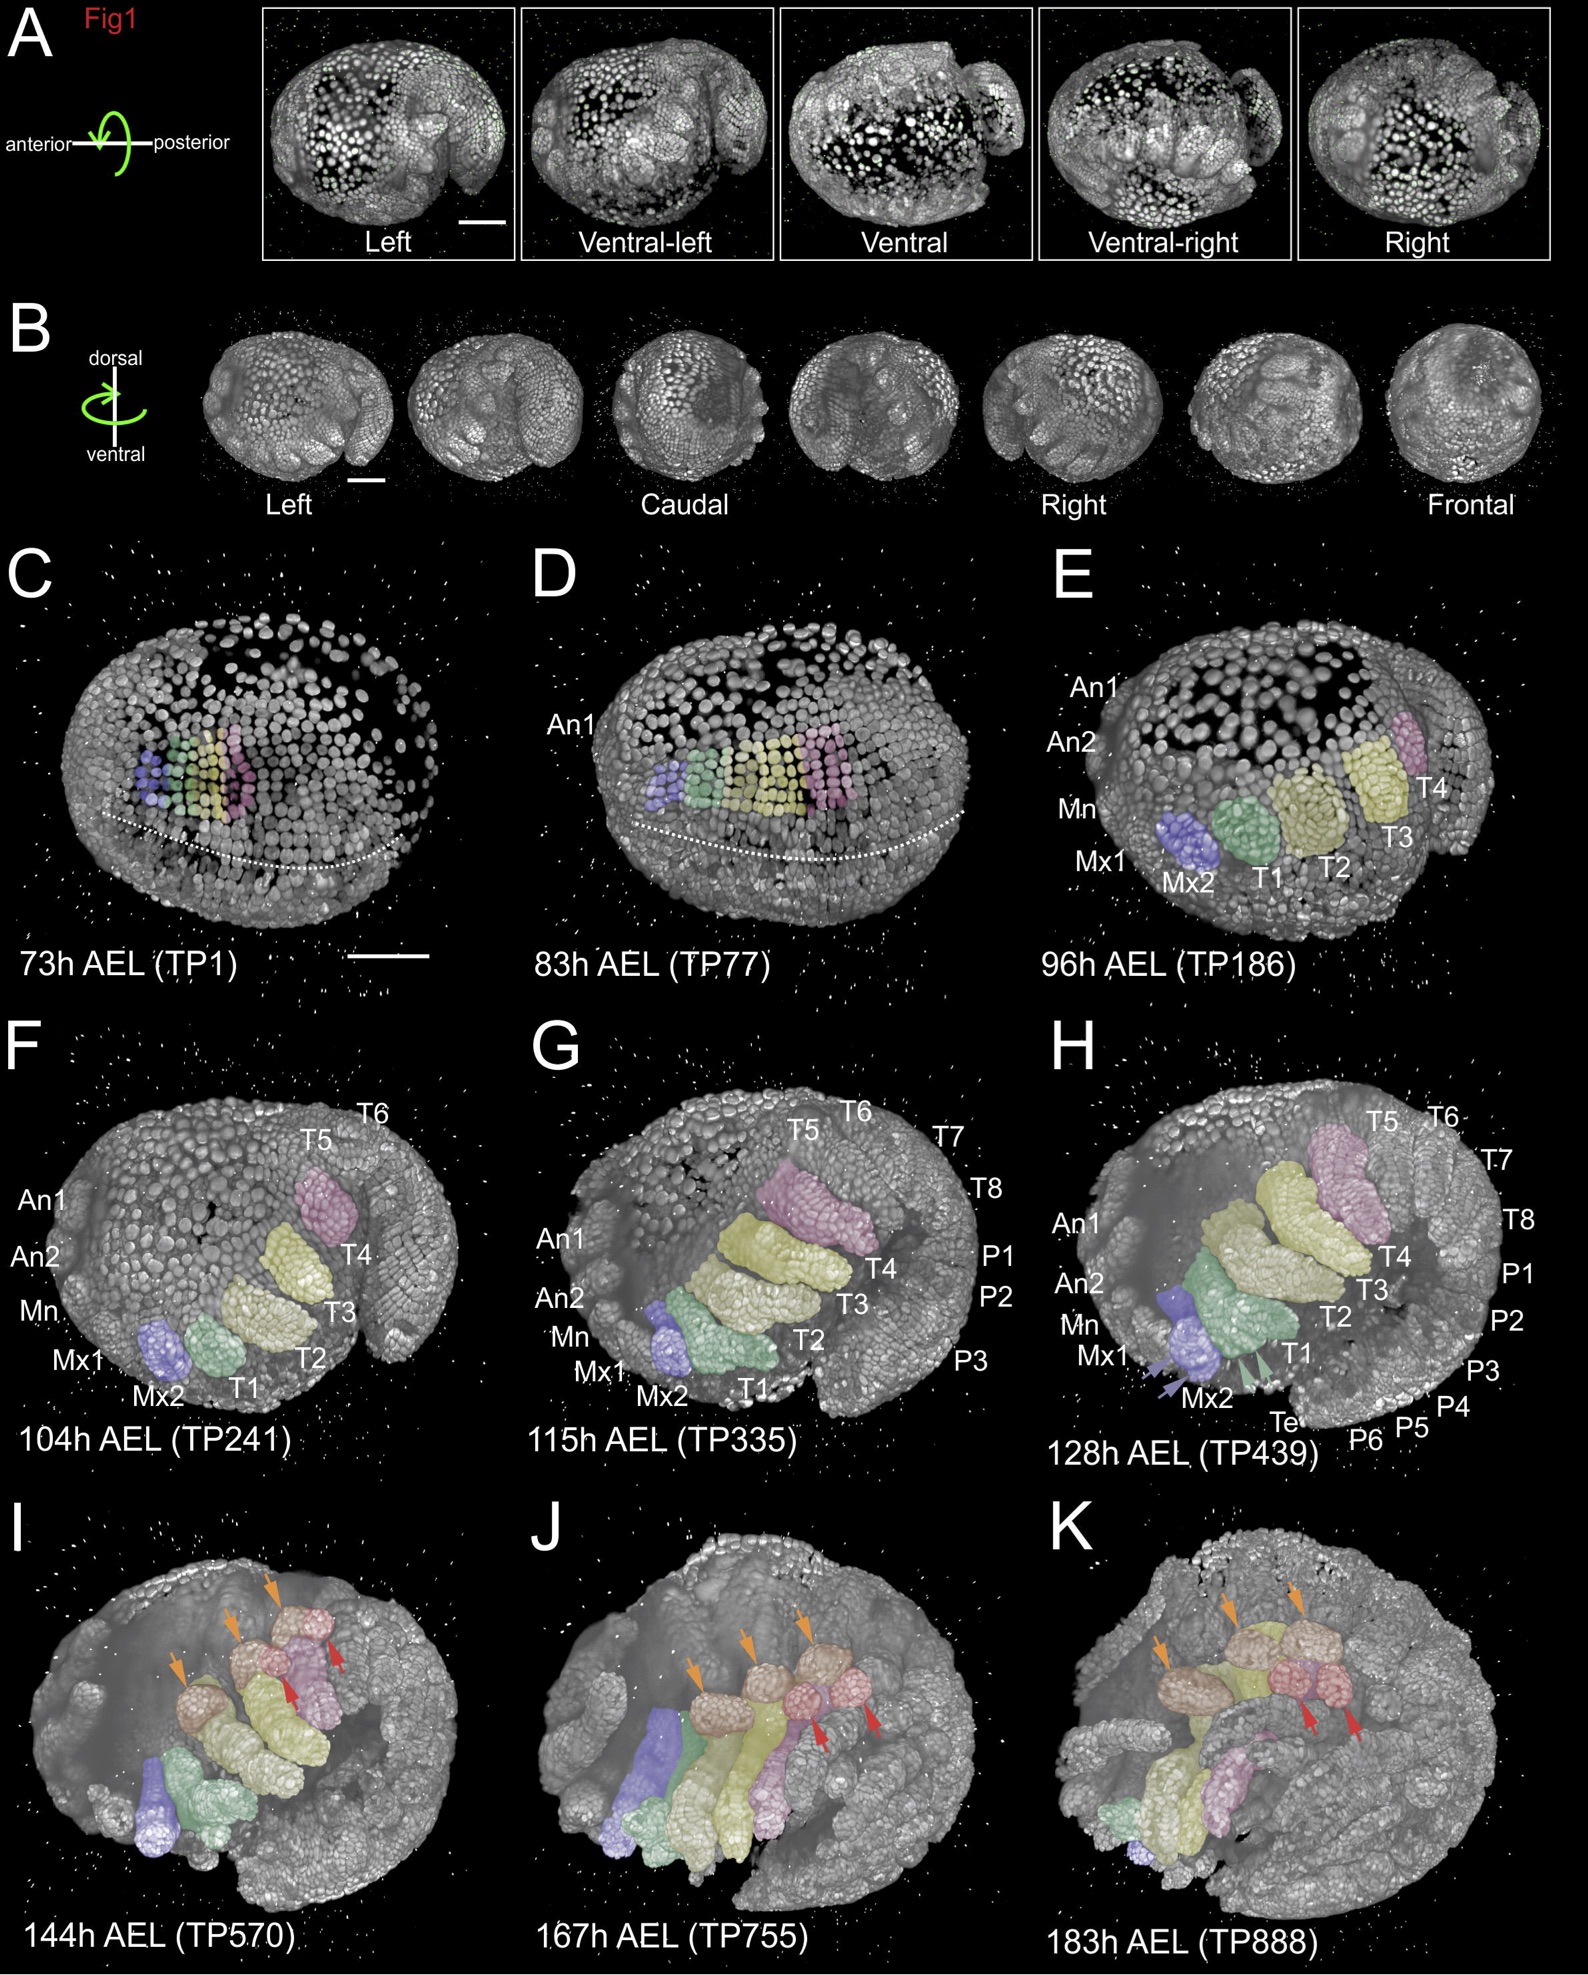 A
Fig1
anterior
posterior
Left
Ventral-left
Ventral
Ventral-right
Right
B
dorsal
ventral
Left
Caudal
Right
Frontal
C
73h AEL (TP1)
D
An1
83h AEL (TP77)
E
An1
An2
Mn
Mx1
Mx2
T1
T2
T3
T4
96h AEL (TP186)
F
T6
T5
An1
An2
T4
Mn
T3
Mx1
T2
Mx2
T1
104h AEL (TP241)
G
T6
T5
T7
T8
An1
P1
T4
An2
P2
T3
Mn
T2
Mx1
P3
Mx2
T1
115h AEL (TP335)
H
T5
T6
T7
An1
T8
T4
P1
An2
T3
T2
P2
Mn
Mx1
T1
P3
Mx2
P4
Te
P5
P6
128h AEL (TP439)
I
144h AEL (TP570)
J
167h AEL (TP755)
K
183h AEL (TP888)